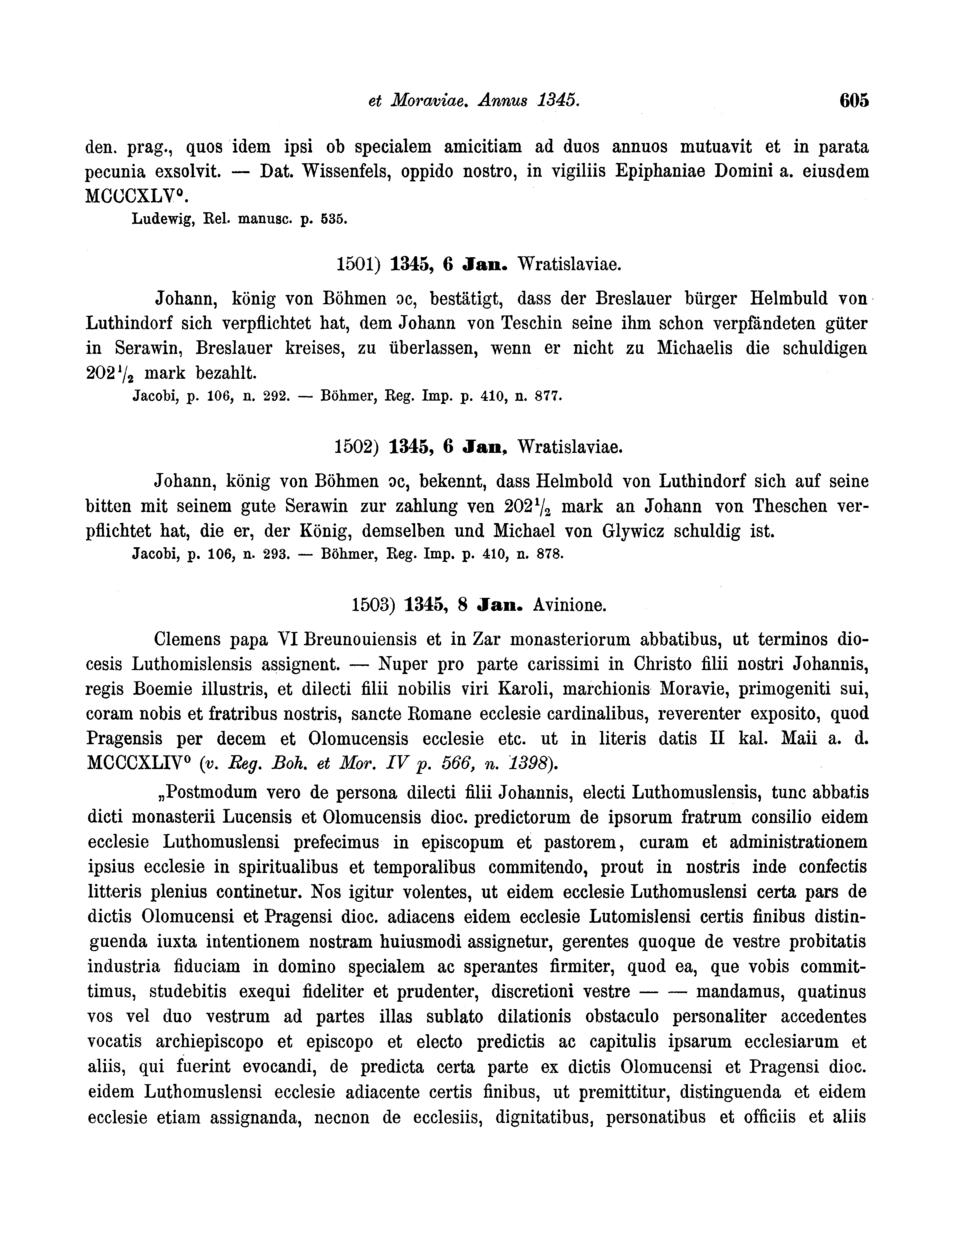 et Moraviae. Annus 1345. 605
den. prag., quos idem ipsi ob specialem amicitiam ad duos annuos mutuavit et in parata
pecunia exsolvit. — Dat. Wissenfels, oppido nostro, in vigiliis Epiphaniae Domini a. eiusdem
MCCCXLV⁰.
Ludewig, Rel. manusc. p. 535.
1501) 1345, 6 Jan. Wratislaviae.
Johann, könig von Böhmen ꝛc, bestätigt, dass der Breslauer bürger Helmbuld von
Luthindorf sich verpflichtet hat, dem Johann von Teschin seine ihm schon verpfändeten güter
in Serawin, Breslauer kreises, zu überlassen, wenn er nicht zu Michaelis die schuldigen
202 1/2 mark bezahlt.
Jacobi, p. 106, n. 292. — Böhmer, Reg. Imp. p. 410, n. 877.
1502) 1345, 6 Jan, Wratislaviae.
Johann, könig von Böhmen ꝛc, bekennt, dass Helmbold von Luthindorf sich auf seine
bitten mit seinem gute Serawin zur zahlung ven 202 1/2 mark an Johann von Theschen ver-
pflichtet hat, die er, der König, demselben und Michael von Glywicz schuldig ist.
Jacobi, p. 106, n. 293. — Böhmer, Reg. Imp. p. 410, n. 878.
1503) 1345, 8 Jan. Avinione.
Clemens papa VI Breunouiensis et in Zar monasteriorum abbatibus, ut terminos dio-
cesis Luthomislensis assignent. — Nuper pro parte carissimi in Christo filii nostri Johannis,
regis Boemie illustris, et dilecti filii nobilis viri Karoli, marchionis Moravie, primogeniti sui,
coram nobis et fratribus nostris, sancte Romane ecclesie cardinalibus, reverenter exposito, quod
Pragensis per decem et Olomucensis ecclesie etc. ut in literis datis II kal. Maii a. d.
MCCCXLIV⁰ (v. Reg. Boh. et Mor. IV p. 566, n. 1398).
„Postmodum vero de persona dilecti filii Johannis, electi Luthomuslensis, tunc abbatis
dicti monasterii Lucensis et Olomucensis dioc. predictorum de ipsorum fratrum consilio eidem
ecclesie Luthomuslensi prefecimus in episcopum et pastorem, curam et administrationem
ipsius ecclesie in spiritualibus et temporalibus commitendo, prout in nostris inde confectis
litteris plenius continetur. Nos igitur volentes, ut eidem ecclesie Luthomuslensi certa pars de
dictis Olomucensi et Pragensi dioc. adiacens eidem ecclesie Lutomislensi certis finibus distin-
guenda iuxta intentionem nostram huiusmodi assignetur, gerentes quoque de vestre probitatis
industria fiduciam in domino specialem ac sperantes firmiter, quod ea, que vobis commit-
timus, studebitis exequi fideliter et prudenter, discretioni vestre — — mandamus, quatinus
vos vel duo vestrum ad partes illas sublato dilationis obstaculo personaliter accedentes
vocatis archiepiscopo et episcopo et electo predictis ac capitulis ipsarum ecclesiarum et
aliis, qui fuerint evocandi, de predicta certa parte ex dictis Olomucensi et Pragensi dioc.
eidem Luthomuslensi ecclesie adiacente certis finibus, ut premittitur, distinguenda et eidem
ecclesie etiam assignanda, necnon de ecclesiis, dignitatibus, personatibus et officiis et aliis